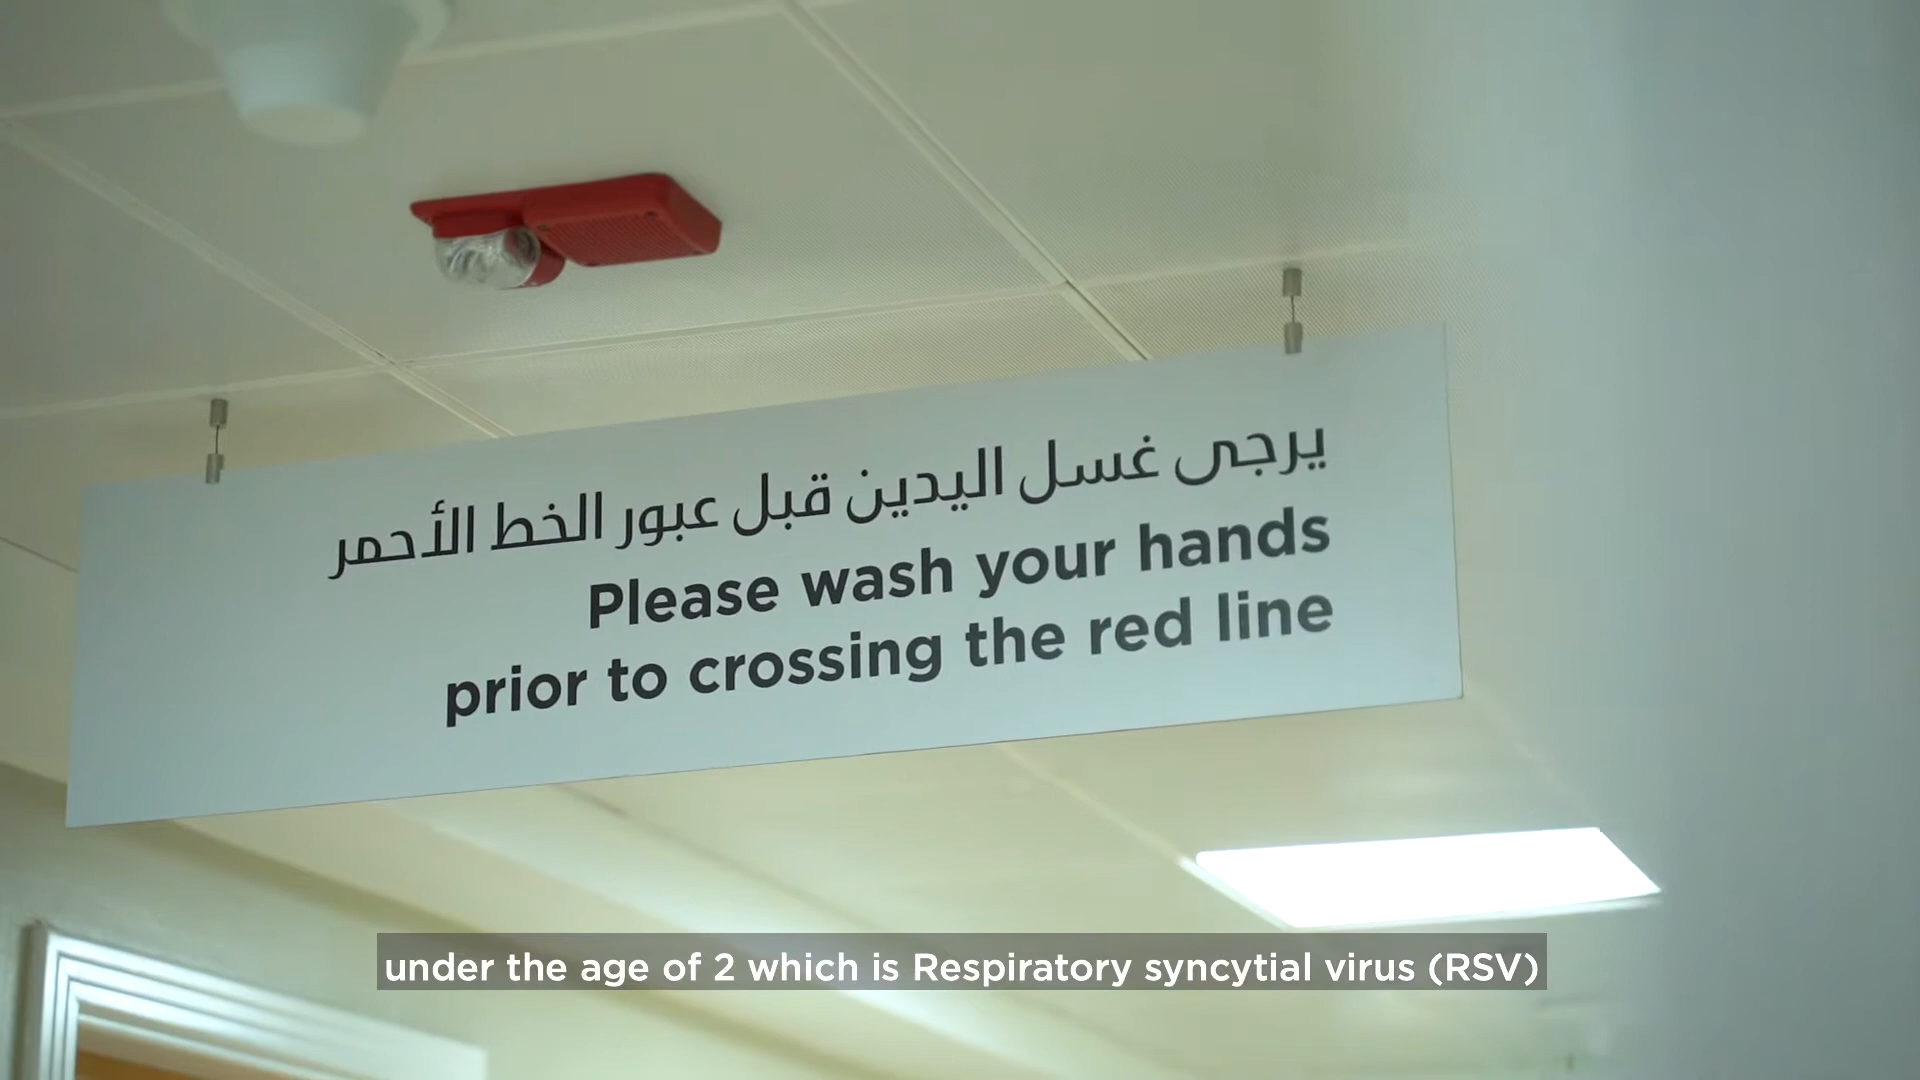 يرجى غسل اليدين قبل عبور الخط الأحمر
Please wash your hands
prior to crossing the red line
under the age of 2 which is Respiratory syncytial virus (RSV)